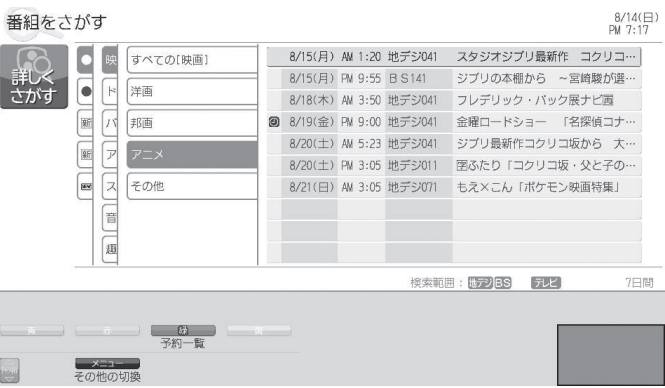 番組をさがす
8/14(日)
PM 7:17
詳しく
さがす
映
ド
バ
ア
ス
音
趣
新
新
すべての[映画]
洋画
邦画
アニメ
その他
8/15(月) AM 1:20 地デジ041 スタジオジブリ最新作 コクリコ…
8/15(月) PM 9:55 BS141 ジブリの本棚から ~宮崎駿が選…
8/18(木) AM 3:50 地デジ041 フレデリック・バック展ナビ
8/19(金) PM 9:00 地デジ041 金曜ロードショー 「名探偵コナ…
8/20(土) AM 5:23 地デジ041 ジブリ最新作コクリコ坂から 大…
8/20(土) PM 3:05 地デジ011 ふたり「コクリコ坂・父と子の…
8/21(日) AM 3:05 地デジ071 もえ×こん「ポケモン映画特集」
検索範囲: 地デジ BS テレビ 7日間
青 赤 緑
予約一覧
メニュー
その他の切換